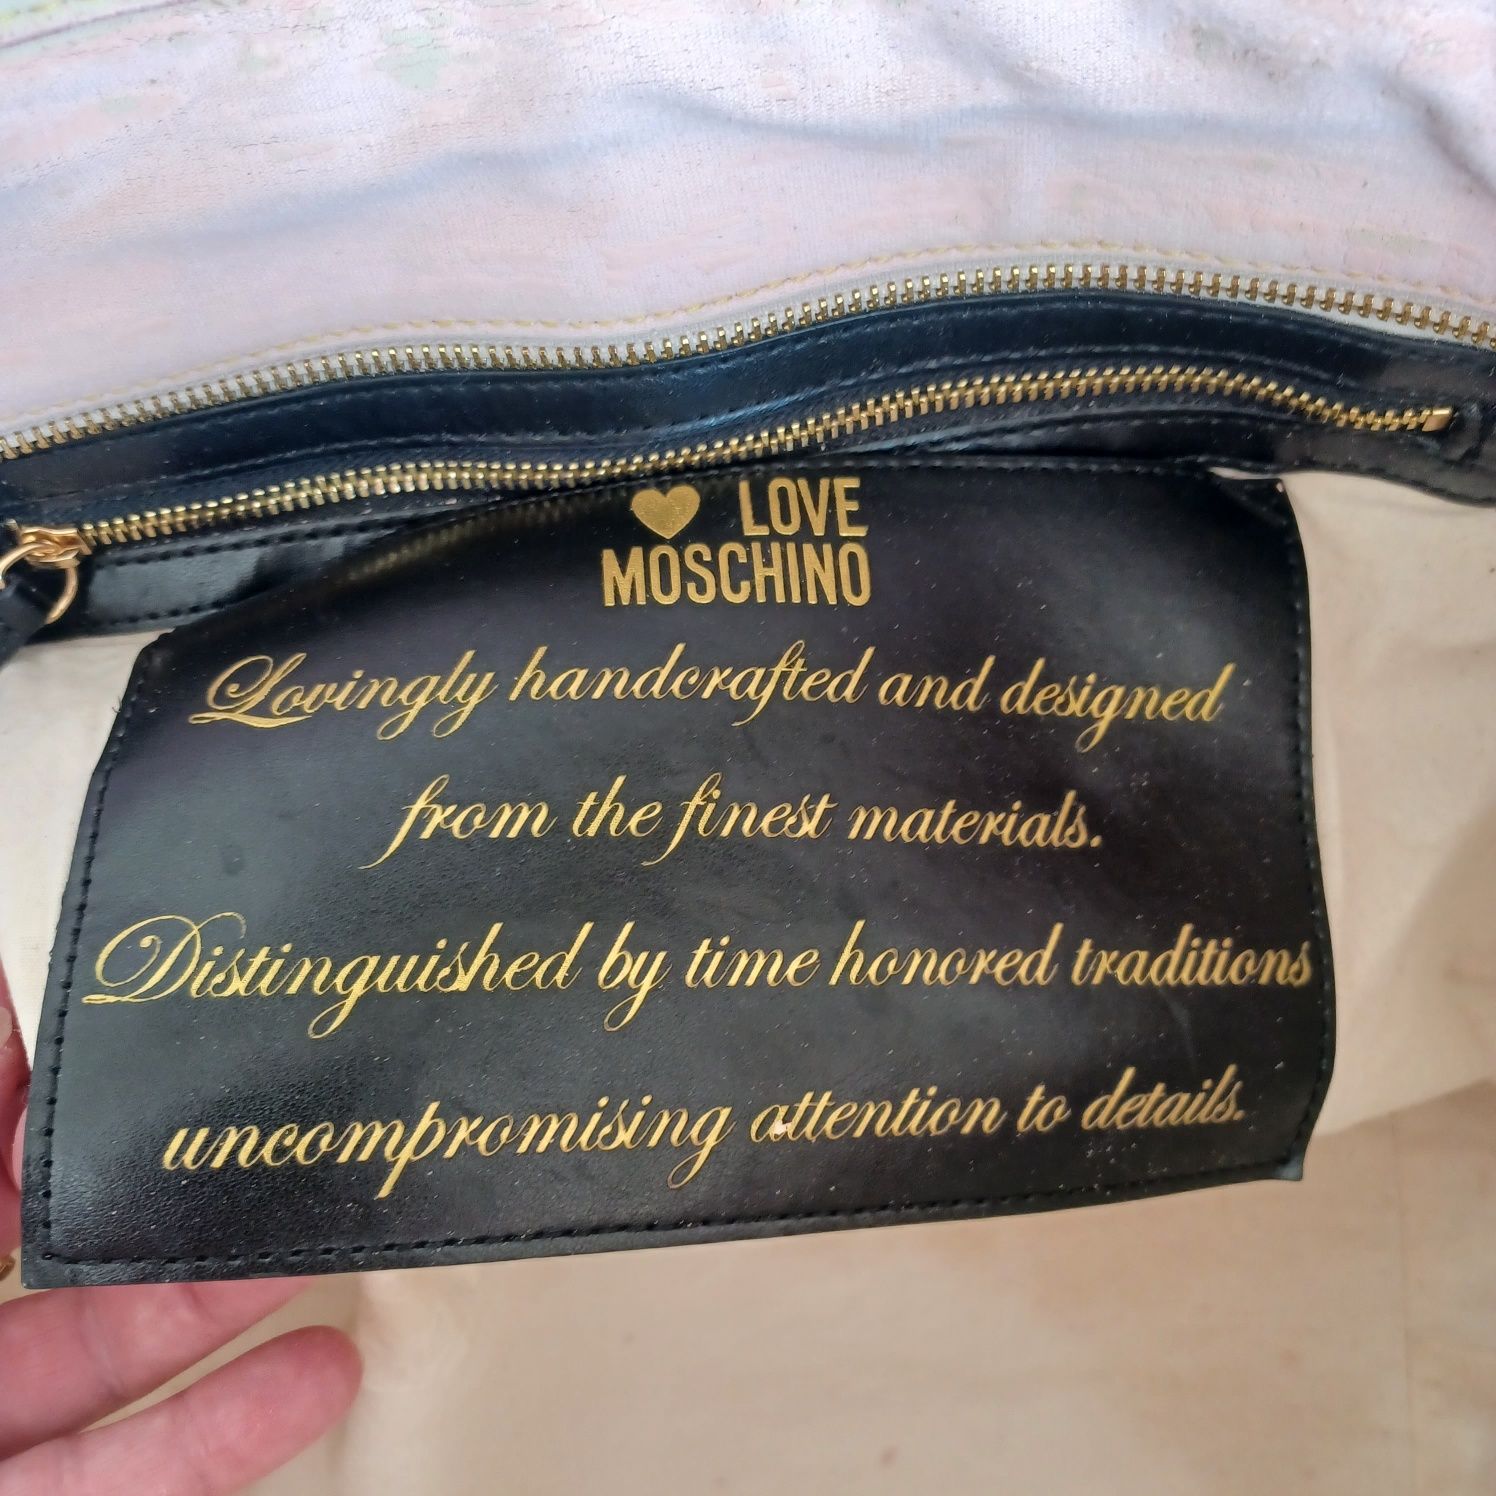 LOVE
MOSCHINO
Lovingly handcrafted and designed
from the finest materials.
Distinguished by time honored traditions
uncompromising attention to details.